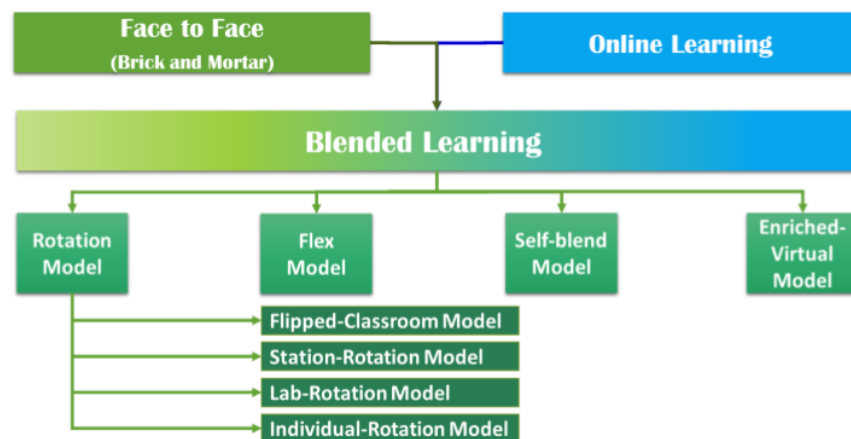 Face to Face
(Brick and Mortar)
Online Learning
Blended Learning
Rotation
Model
Flex
Model
Self-blend
Model
Enriched-
Virtual
Model
Flipped-Classroom Model
Station-Rotation Model
Lab-Rotation Model
Individual-Rotation Model